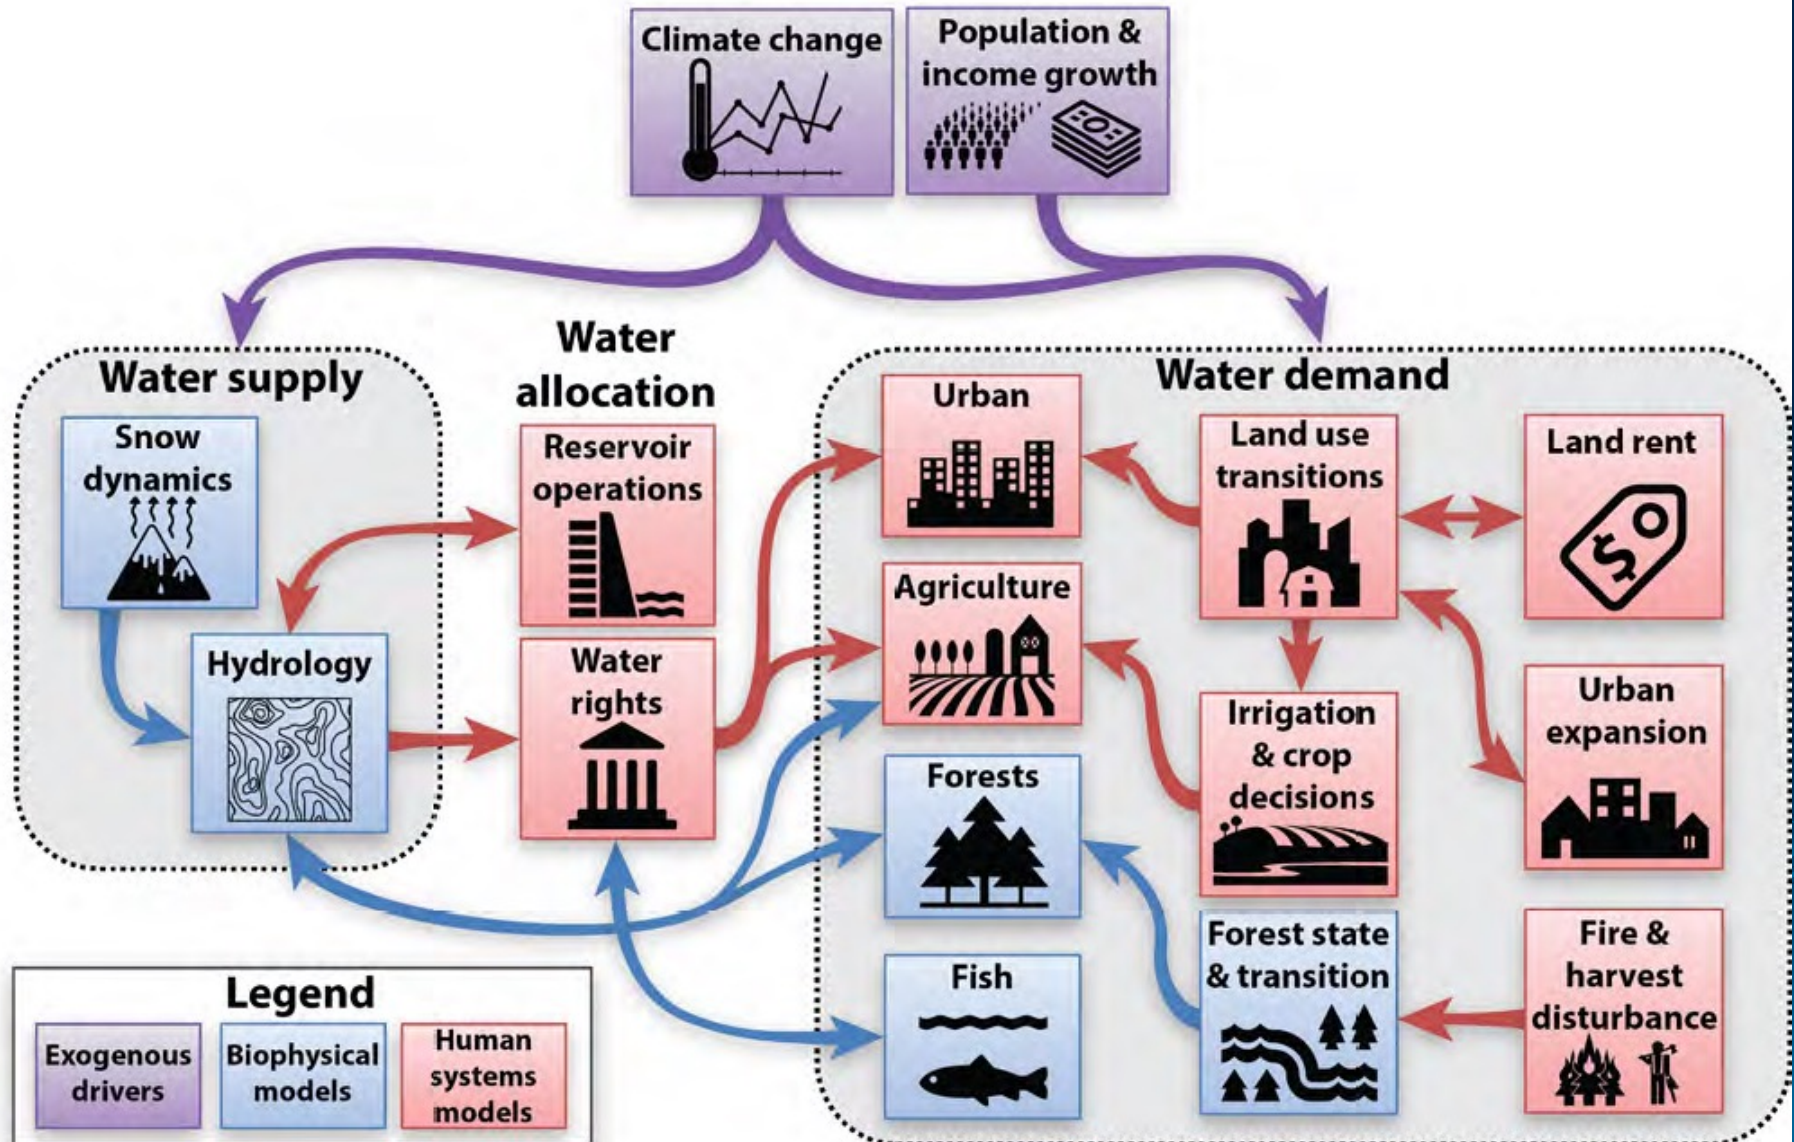 Climate change
Population &
income growth
Water supply
Snow
dynamics
Hydrology
Water
allocation
Reservoir
operations
Water
rights
Water demand
Urban
Agriculture
Forests
Fish
Land use
transitions
Irrigation
& crop
decisions
Forest state
& transition
Land rent
$
Urban
expansion
Fire &
harvest
disturbance
Legend
Exogenous
drivers
Biophysical
models
Human
systems
models